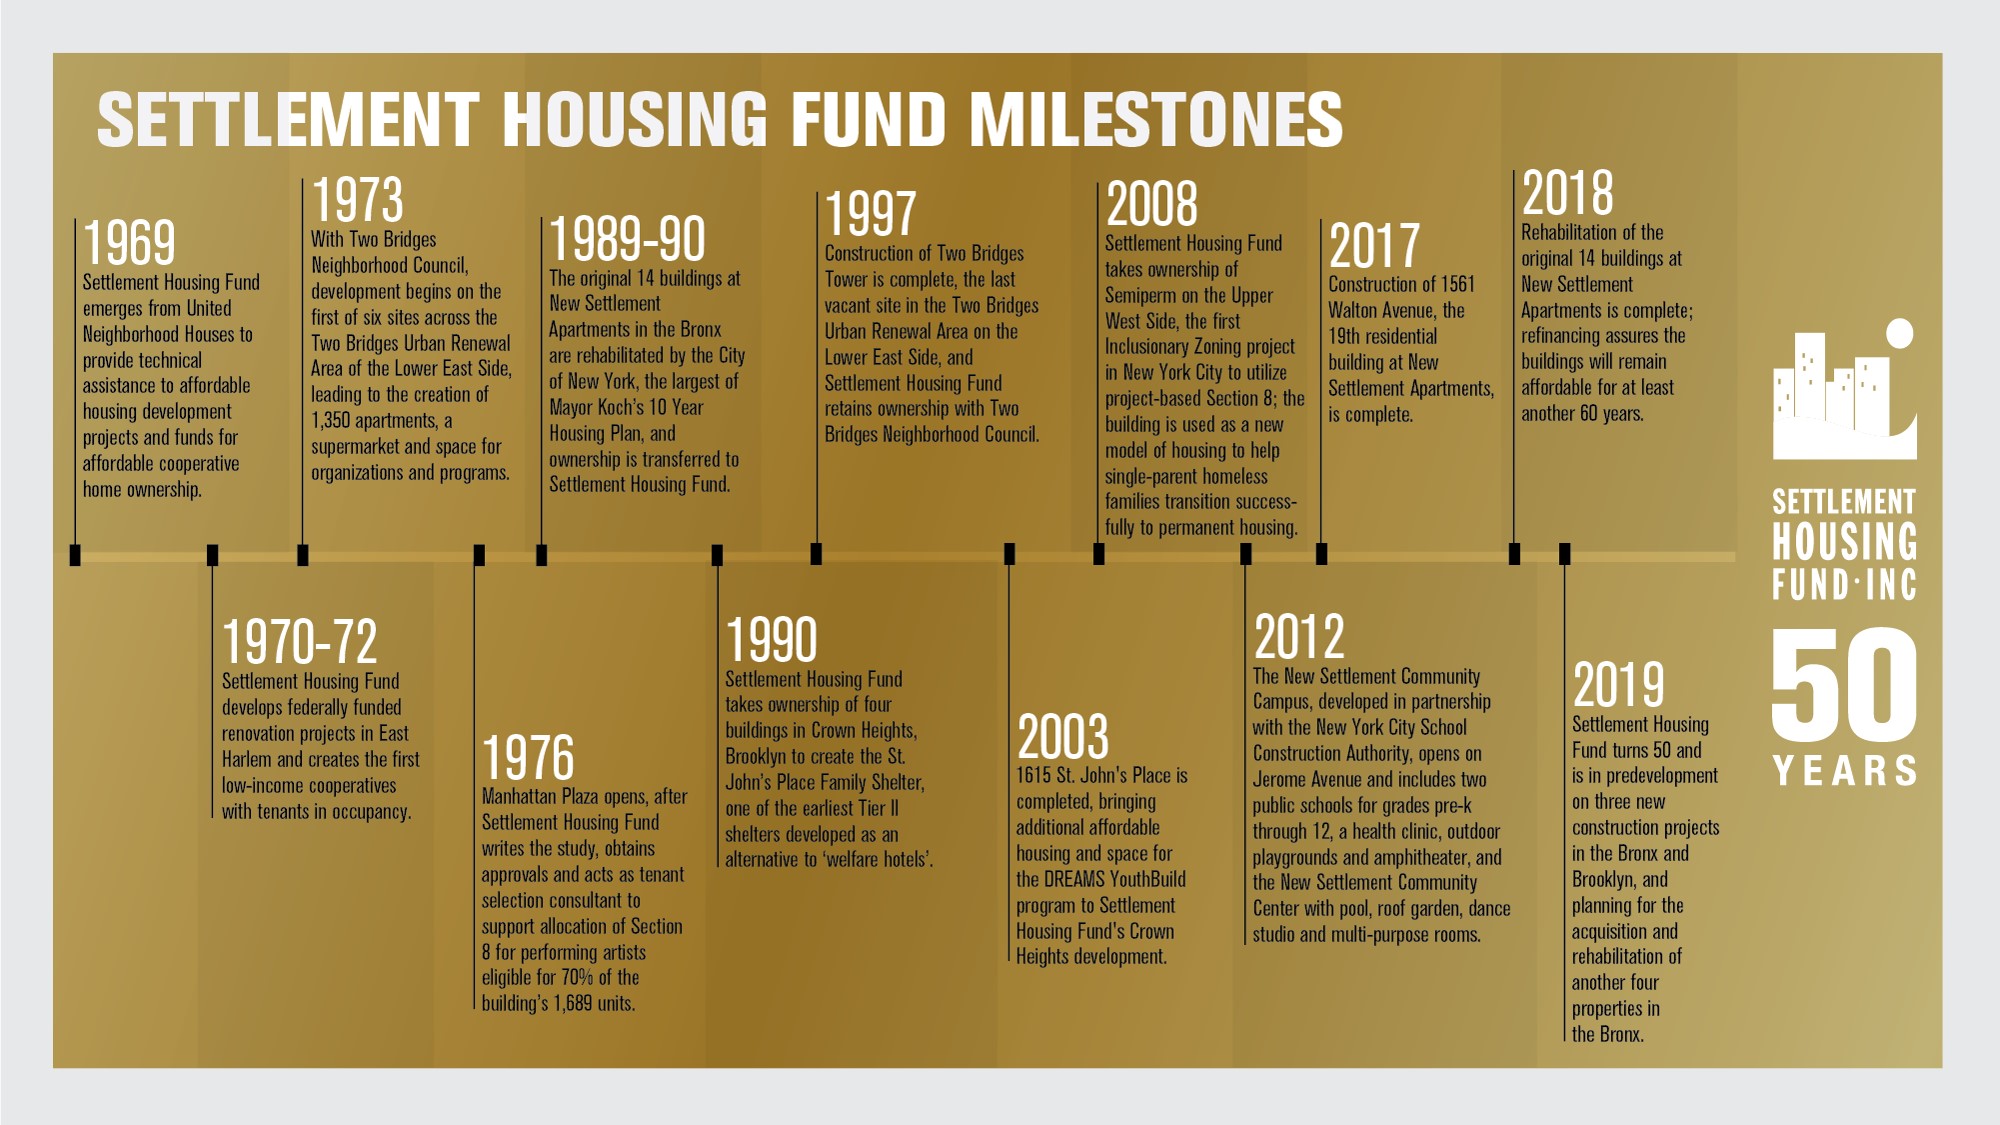 SETTLEMENT HOUSING FUND MILESTONES
1969
Settlement Housing Fund
emerges from United
Neighborhood Houses to
provide technical
assistance to affordable
housing development
projects and funds for
affordable cooperative
home ownership.
1970-72
Settlement Housing Fund
develops federally funded
renovation projects in East
Harlem and creates the first
low-income cooperatives
with tenants in occupancy.
1973
With Two Bridges
Neighborhood Council,
development begins on the
first of six sites across the
Two Bridges Urban Renewal
Area of the Lower East Side,
leading to the creation of
1,350 apartments, a
supermarket and space for
organizations and programs.
1976
Manhattan Plaza opens, after
Settlement Housing Fund
writes the study, obtains
approvals and acts as tenant
selection consultant to
support allocation of Section
8 for performing artists
eligible for 70% of the
building's 1,689 units.
1989-90
The original 14 buildings at
New Settlement
Apartments in the Bronx
are rehabilitated by the City
of New York, the largest of
Mayor Koch's 10 Year
Housing Plan, and
ownership is transferred to
Settlement Housing Fund.
1990
Settlement Housing Fund
takes ownership of four
buildings in Crown Heights,
Brooklyn to create the St.
John's Place Family Shelter,
one of the earliest Tier II
shelters developed as an
alternative to 'welfare hotels'.
1997
Construction of Two Bridges
Tower is complete, the last
vacant site in the Two Bridges
Urban Renewal Area on the
Lower East Side, and
Settlement Housing Fund
retains ownership with Two
Bridges Neighborhood Council.
2003
1615 St. John's Place is
completed, bringing
additional affordable
housing and space for
the DREAMS YouthBuild
program to Settlement
Housing Fund's Crown
Heights development.
2008
Settlement Housing Fund
takes ownership of
Semiperm on the Upper
West Side, the first
Inclusionary Zoning project
in New York City to utilize
project-based Section 8; the
building is used as a new
model of housing to help
single-parent homeless
families transition success-
fully to permanent housing.
2012
The New Settlement Community
Campus, developed in partnership
with the New York City School
Construction Authority, opens on
Jerome Avenue and includes two
public schools for grades pre-k
through 12, a health clinic, outdoor
playgrounds and amphitheater, and
the New Settlement Community
Center with pool, roof garden, dance
studio and multi-purpose rooms.
2017
Construction of 1561
Walton Avenue, the
19th residential
building at New
Settlement Apartments,
is complete.
2018
Rehabilitation of the
original 14 buildings at
New Settlement
Apartments is complete;
refinancing assures the
buildings will remain
affordable for at least
another 60 years.
2019
Settlement Housing
Fund turns 50 and
is in predevelopment
on three new
construction projects
in the Bronx and
Brooklyn, and
planning for the
acquisition and
rehabilitation of
another four
properties in
the Bronx.
SETTLEMENT
HOUSING
FUND·INC
50
YEARS